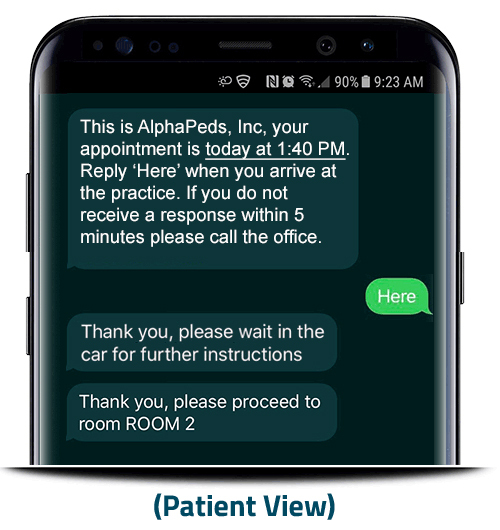 90% 9:23 AM
This is AlphaPeds, Inc, your
appointment is today at 1:40 PM.
Reply ‘Here’ when you arrive at
the practice. If you do not
receive a response within 5
minutes please call the office.
Here
Thank you, please wait in the
car for further instructions
Thank you, please proceed to
room ROOM 2
(Patient View)